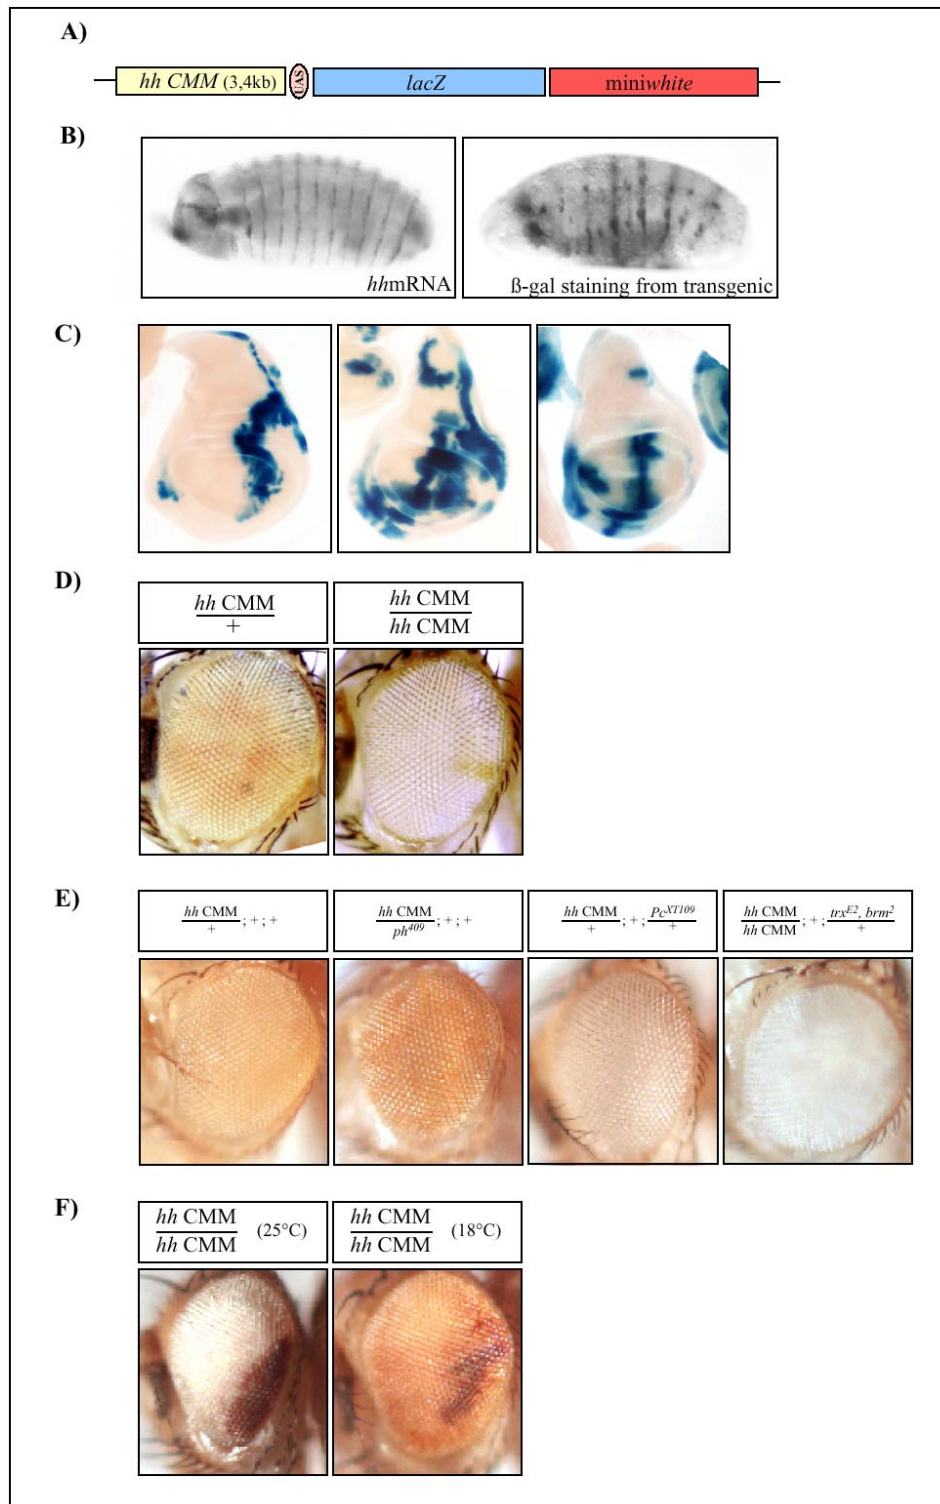 A)
hh CMM (3,4kb) UAS lacZ miniwhite
B)
hhmRNA
ß-gal staining from transgenic
C)
D)
hh CMM
+
hh CMM
hh CMM
E)
hh CMM
+ ; + ; +
hh CMM
ph409 ; + ; +
hh CMM
+ ; + ; PcXT109
+
hh CMM
hh CMM ; + ; trxE2, brm2
+
F)
hh CMM
hh CMM (25°C)
hh CMM
hh CMM (18°C)